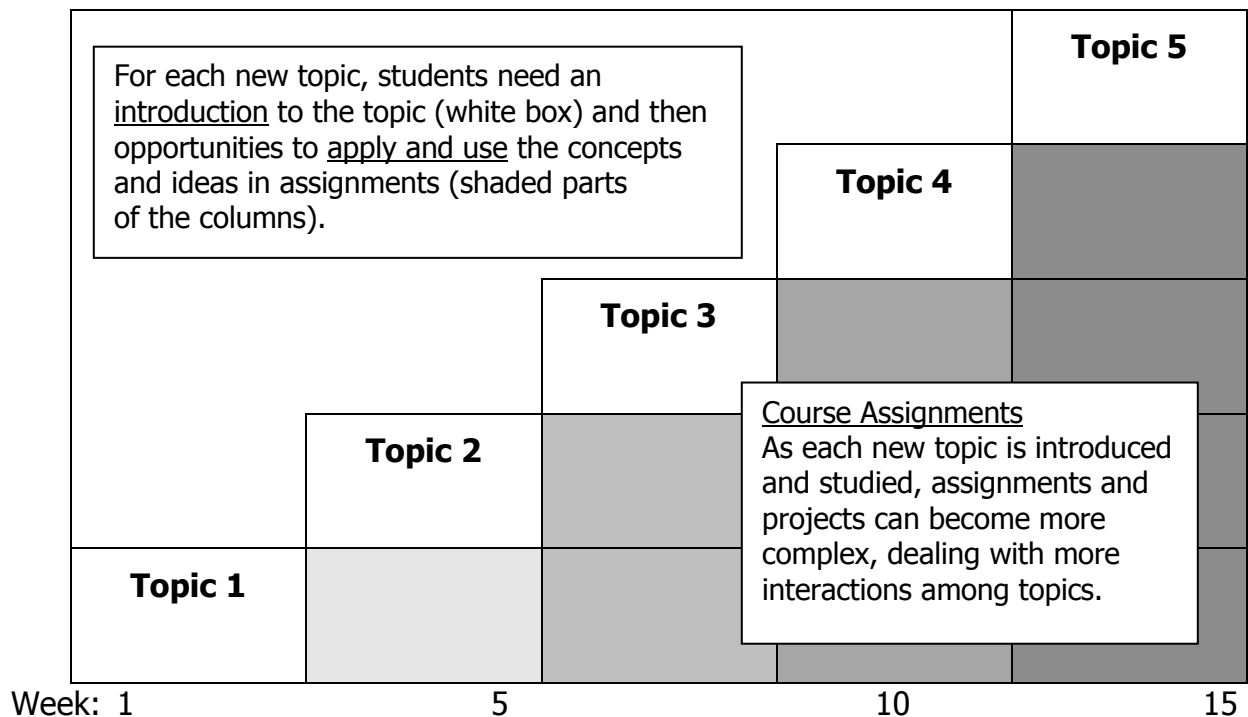 Topic 5
For each new topic, students need an
introduction to the topic (white box) and then
opportunities to apply and use the concepts
and ideas in assignments (shaded parts
of the columns).
Topic 4
Topic 3
Course Assignments
As each new topic is introduced
and studied, assignments and
projects can become more
complex, dealing with more
interactions among topics.
Topic 2
Topic 1
Week: 1 5 10 15